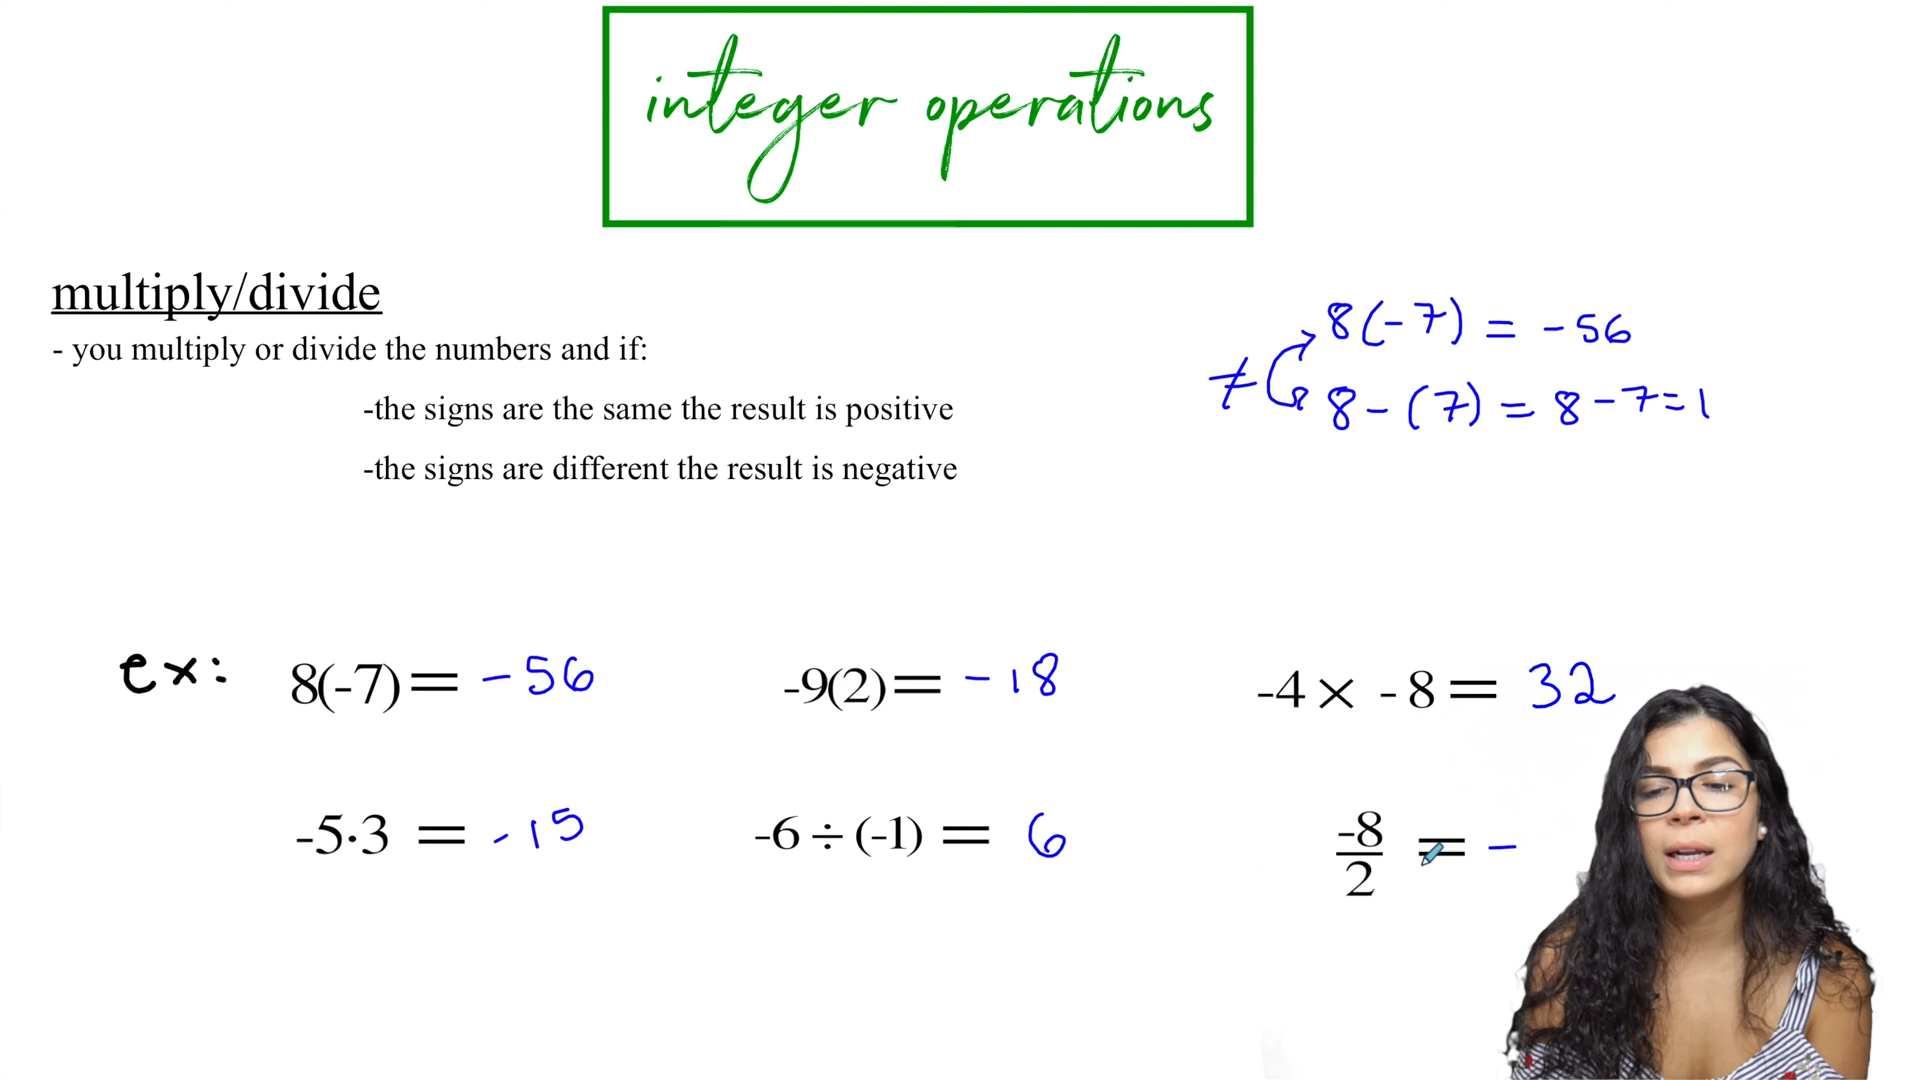 integer operations
multiply/divide
- you multiply or divide the numbers and if:
-the signs are the same the result is positive
-the signs are different the result is negative
8(-7) = -56
≠
8-(7) = 8-7=1
ex: 8(-7) = -56
-9(2) = -18
-4 × -8 = 32
-5·3 = -15
-6 ÷ (-1) = 6
-8/2 = -